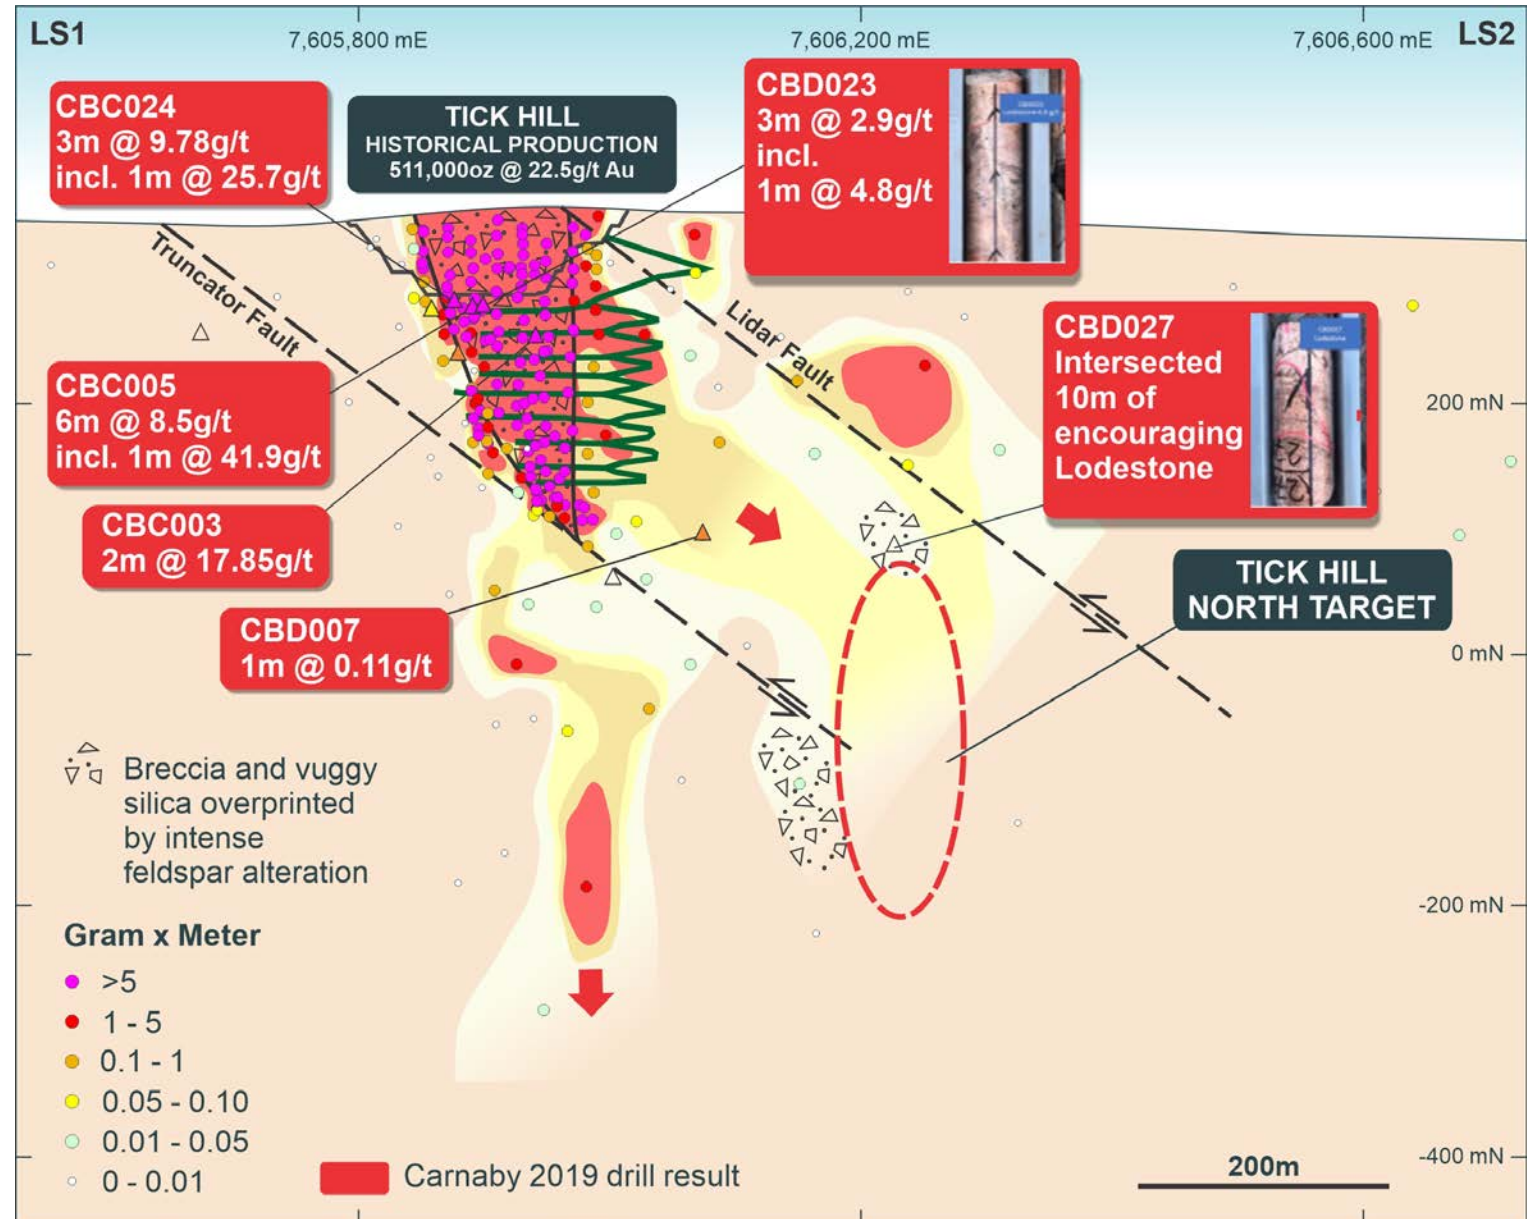 LS1
7,605,800 mE
7,606,200 mE
7,606,600 mE
LS2
CBC024
3m @ 9.78g/t
incl. 1m @ 25.7g/t
TICK HILL
HISTORICAL PRODUCTION
511,000oz @ 22.5g/t Au
CBD023
3m @ 2.9g/t
incl.
1m @ 4.8g/t
Truncator Fault
Lidar Fault
CBD027
Intersected
10m of
encouraging
Lodestone
CBC005
6m @ 8.5g/t
incl. 1m @ 41.9g/t
200 mN
CBC003
2m @ 17.85g/t
TICK HILL
NORTH TARGET
CBD007
1m @ 0.11g/t
0 mN
Breccia and vuggy
silica overprinted
by intense
feldspar alteration
-200 mN
Gram x Meter
>5
1 - 5
0.1 - 1
0.05 - 0.10
0.01 - 0.05
0 - 0.01
Carnaby 2019 drill result
-400 mN
200m